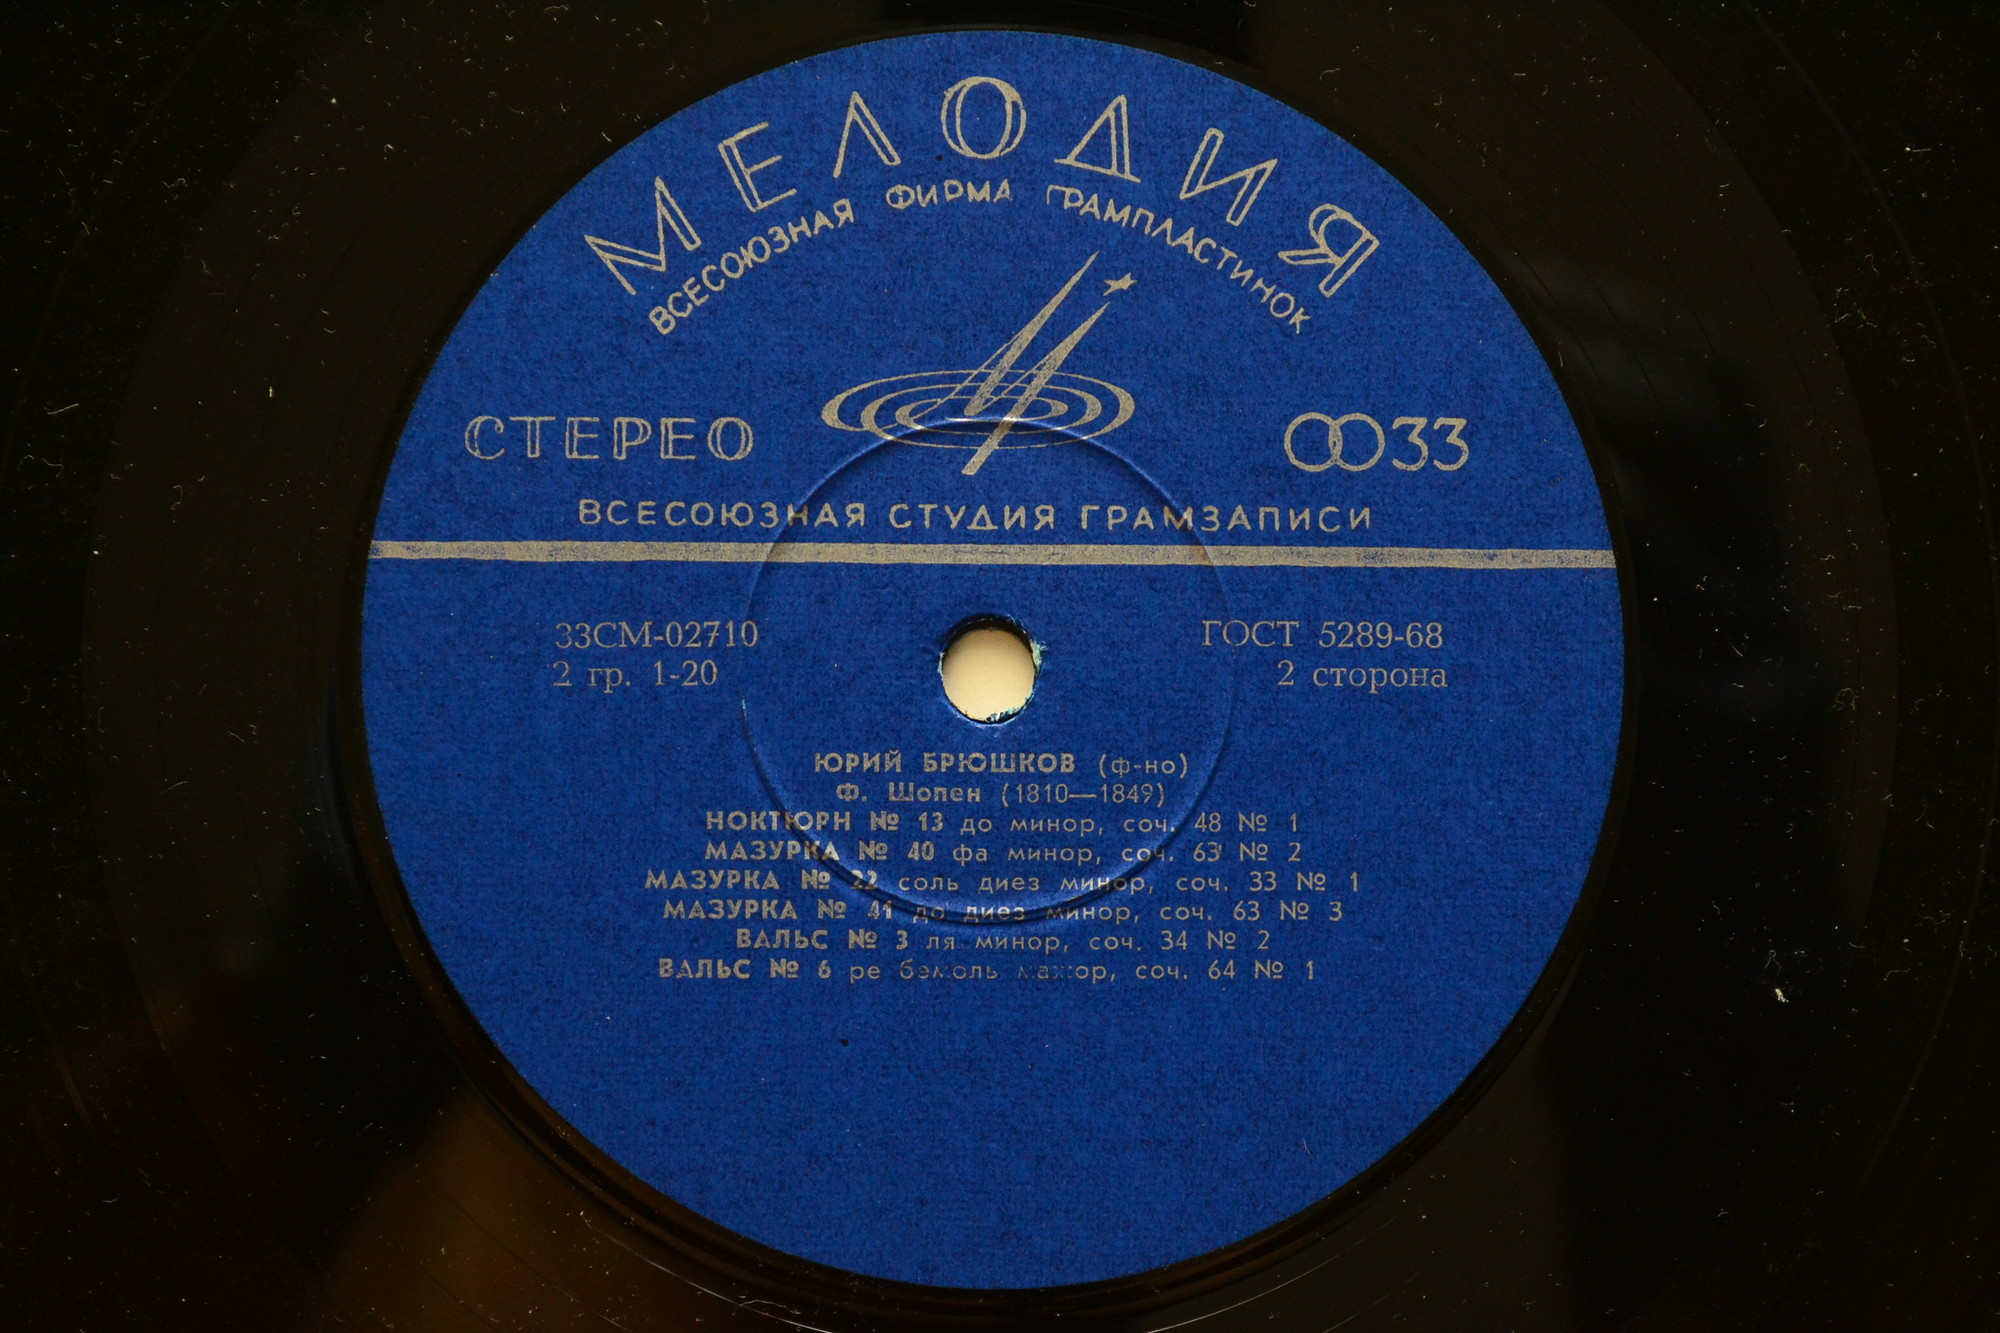 МЕЛОДИЯ
ВСЕСОЮЗНАЯ ФИРМА ГРАМПЛАСТИНОК
СТЕРЕО
33
ВСЕСОЮЗНАЯ СТУДИЯ ГРАМЗАПИСИ
33СМ-02710
ГОСТ 5289-68
2 гр. 1-20
2 сторона
ЮРИЙ БРЮШКОВ (ф-но)
Ф. Шопен (1810—1849)
НОКТЮРН № 13 до минор, соч. 48 № 1
МАЗУРКА № 40 фа минор, соч. 63 № 2
МАЗУРКА № 22 соль диез минор, соч. 33 № 1
МАЗУРКА № 41 до диез минор, соч. 63 № 3
ВАЛЬС № 3 ля минор, соч. 34 № 2
ВАЛЬС № 6 ре бемоль мажор, соч. 64 № 1